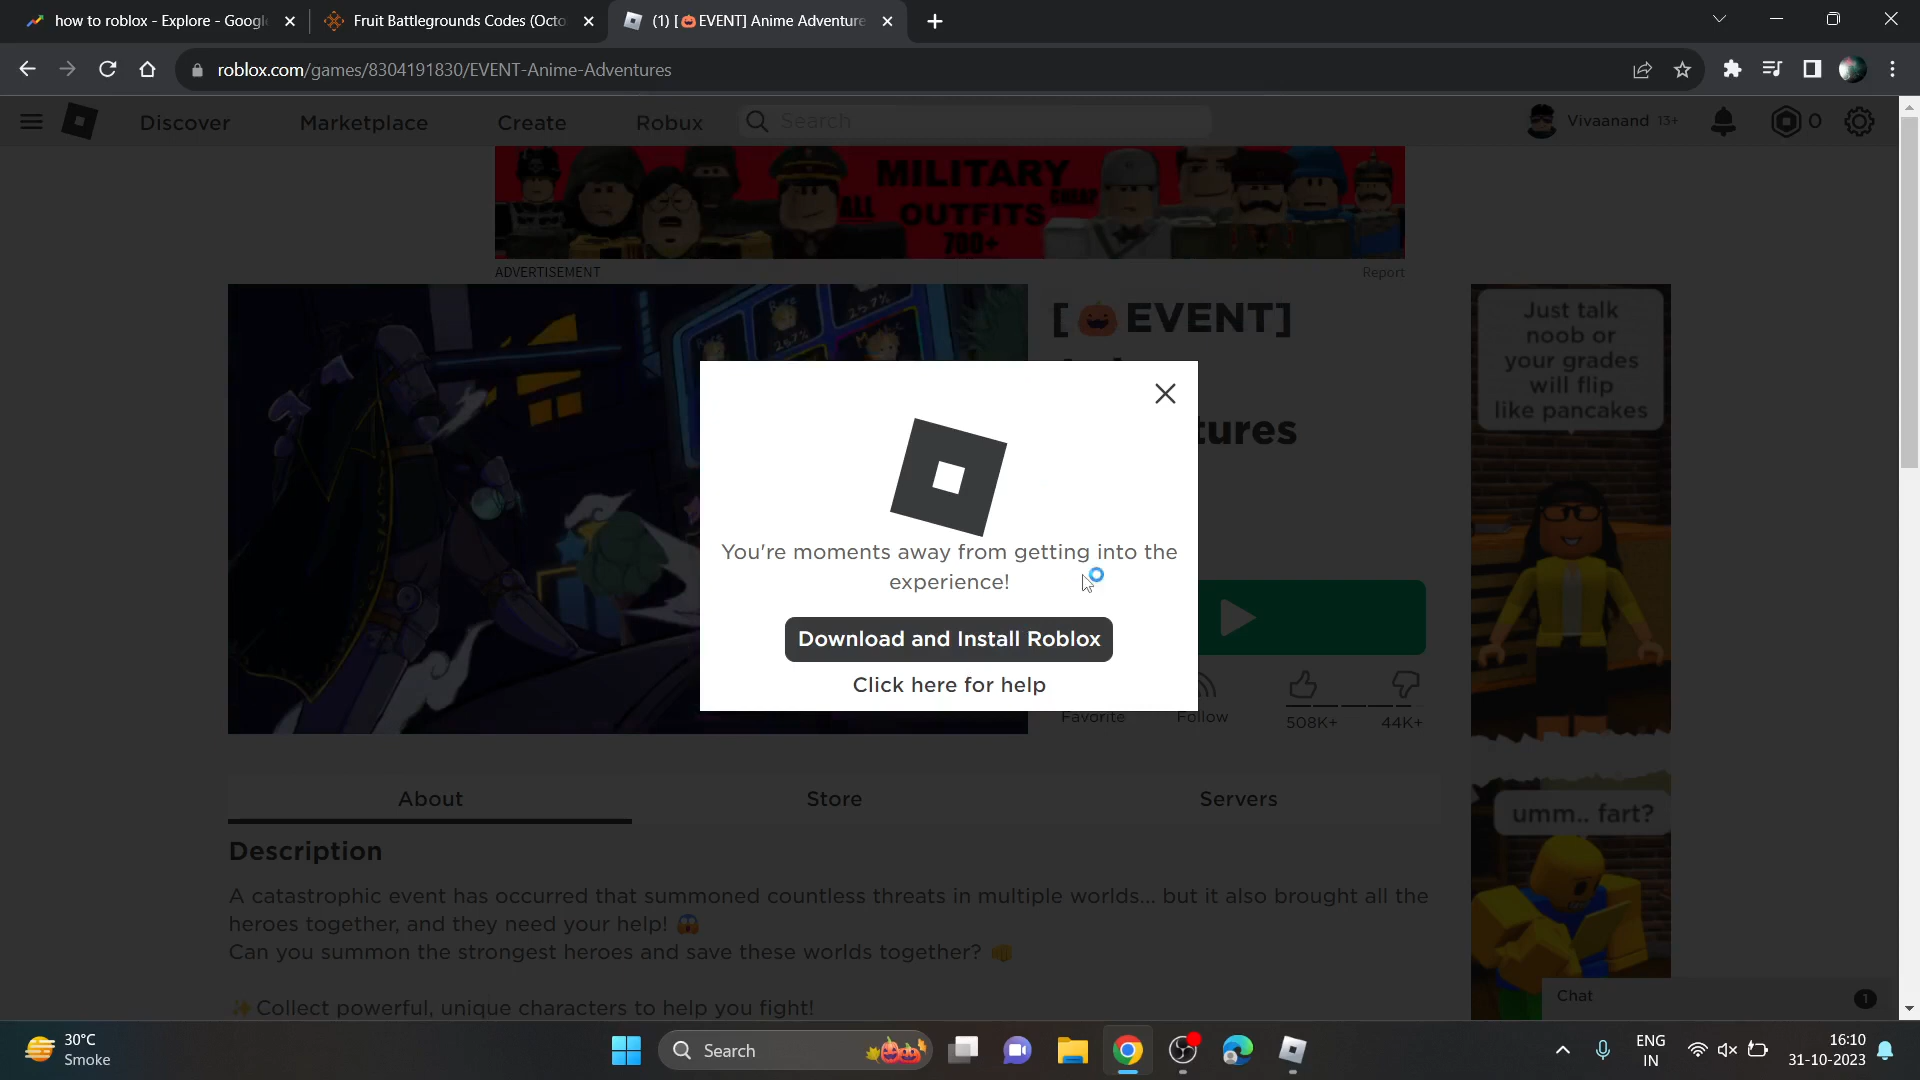 how to roblox - Explore - Googl
Fruit Battlegrounds Codes (Octo
(1) [🎃EVENT] Anime Adventure
roblox.com/games/8304191830/EVENT-Anime-Adventures
Discover
Marketplace
Create
Robux
Search
Vivaanand 13+
0
MILITARY
ALL
OUTFITS
CHEAP
700+
ADVERTISEMENT
Report
[🎃EVENT]
tures
You're moments away from getting into the
experience!
Download and Install Roblox
Click here for help
Favorite
Follow
508K+
44K+
Just talk
noob or
your grades
will flip
like pancakes
umm.. fart?
About
Store
Servers
Description
A catastrophic event has occurred that summoned countless threats in multiple worlds... but it also brought all the
heroes together, and they need your help! 😱
Can you summon the strongest heroes and save these worlds together? 👊
✨ Collect powerful, unique characters to help you fight!
Chat
1
30°C
Smoke
Search
ENG
IN
16:10
31-10-2023